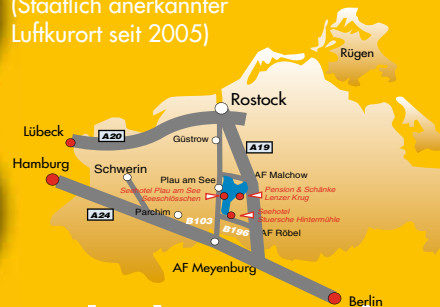 (Staatlich anerkannter
Luftkurort seit 2005)
Rügen
Rostock
A20
Lübeck
Güstrow
A19
Hamburg
Schwerin
Plau am See
AF Malchow
Seehotel Plau am See
Seeschlösschen
Pension & Schänke
Lenzer Krug
A24
Parchim
Seehotel
Stuersche Hintermühle
B103
B196
AF Röbel
AF Meyenburg
Berlin